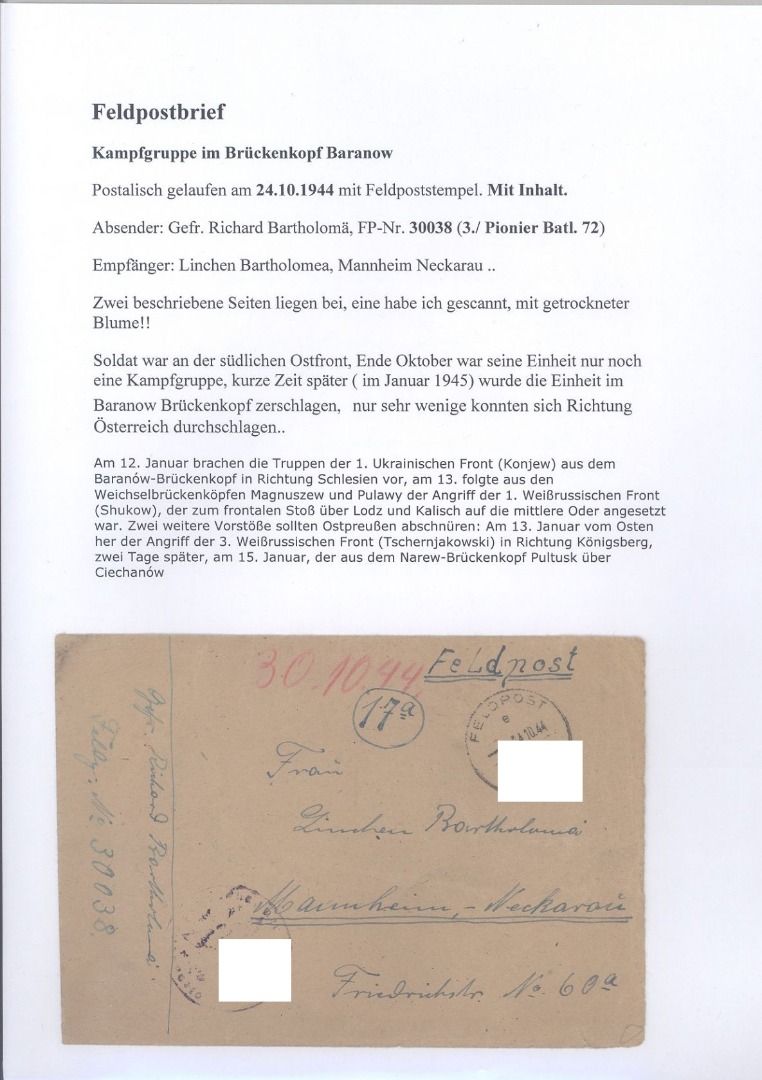 Feldpostbrief
Kampfgruppe im Brückenkopf Baranow
Postalisch gelaufen am 24.10.1944 mit Feldpoststempel. Mit Inhalt.
Absender: Gefr. Richard Bartholomä, FP-Nr. 30038 (3./ Pionier Batl. 72)
Empfänger: Linchen Bartholomea, Mannheim Neckarau ..
Zwei beschriebene Seiten liegen bei, eine habe ich gescannt, mit getrockneter
Blume!!
Soldat war an der südlichen Ostfront, Ende Oktober war seine Einheit nur noch
eine Kampfgruppe, kurze Zeit später ( im Januar 1945) wurde die Einheit im
Baranow Brückenkopf zerschlagen, nur sehr wenige konnten sich Richtung
Österreich durchschlagen..
Am 12. Januar brachen die Truppen der 1. Ukrainischen Front (Konjew) aus dem
Baranów-Brückenkopf in Richtung Schlesien vor, am 13. folgte aus den
Weichselbrückenköpfen Magnuszew und Pulawy der Angriff der 1. Weißrussischen Front
(Shukow), der zum frontalen Stoß über Lodz und Kalisch auf die mittlere Oder angesetzt
war. Zwei weitere Vorstöße sollten Ostpreußen abschnüren: Am 13. Januar vom Osten
her der Angriff der 3. Weißrussischen Front (Tschernjakowski) in Richtung Königsberg,
zwei Tage später, am 15. Januar, der aus dem Narew-Brückenkopf Pultusk über
Ciechanów
30.10.44
Feldpost
17a
FELDPOST
e
4.10.44
Frau
Linchen Bartholomä
Mannheim,-Neckarau
Friedrichstr. No. 60a
Gefr. Richard Bartholomä
No 30038